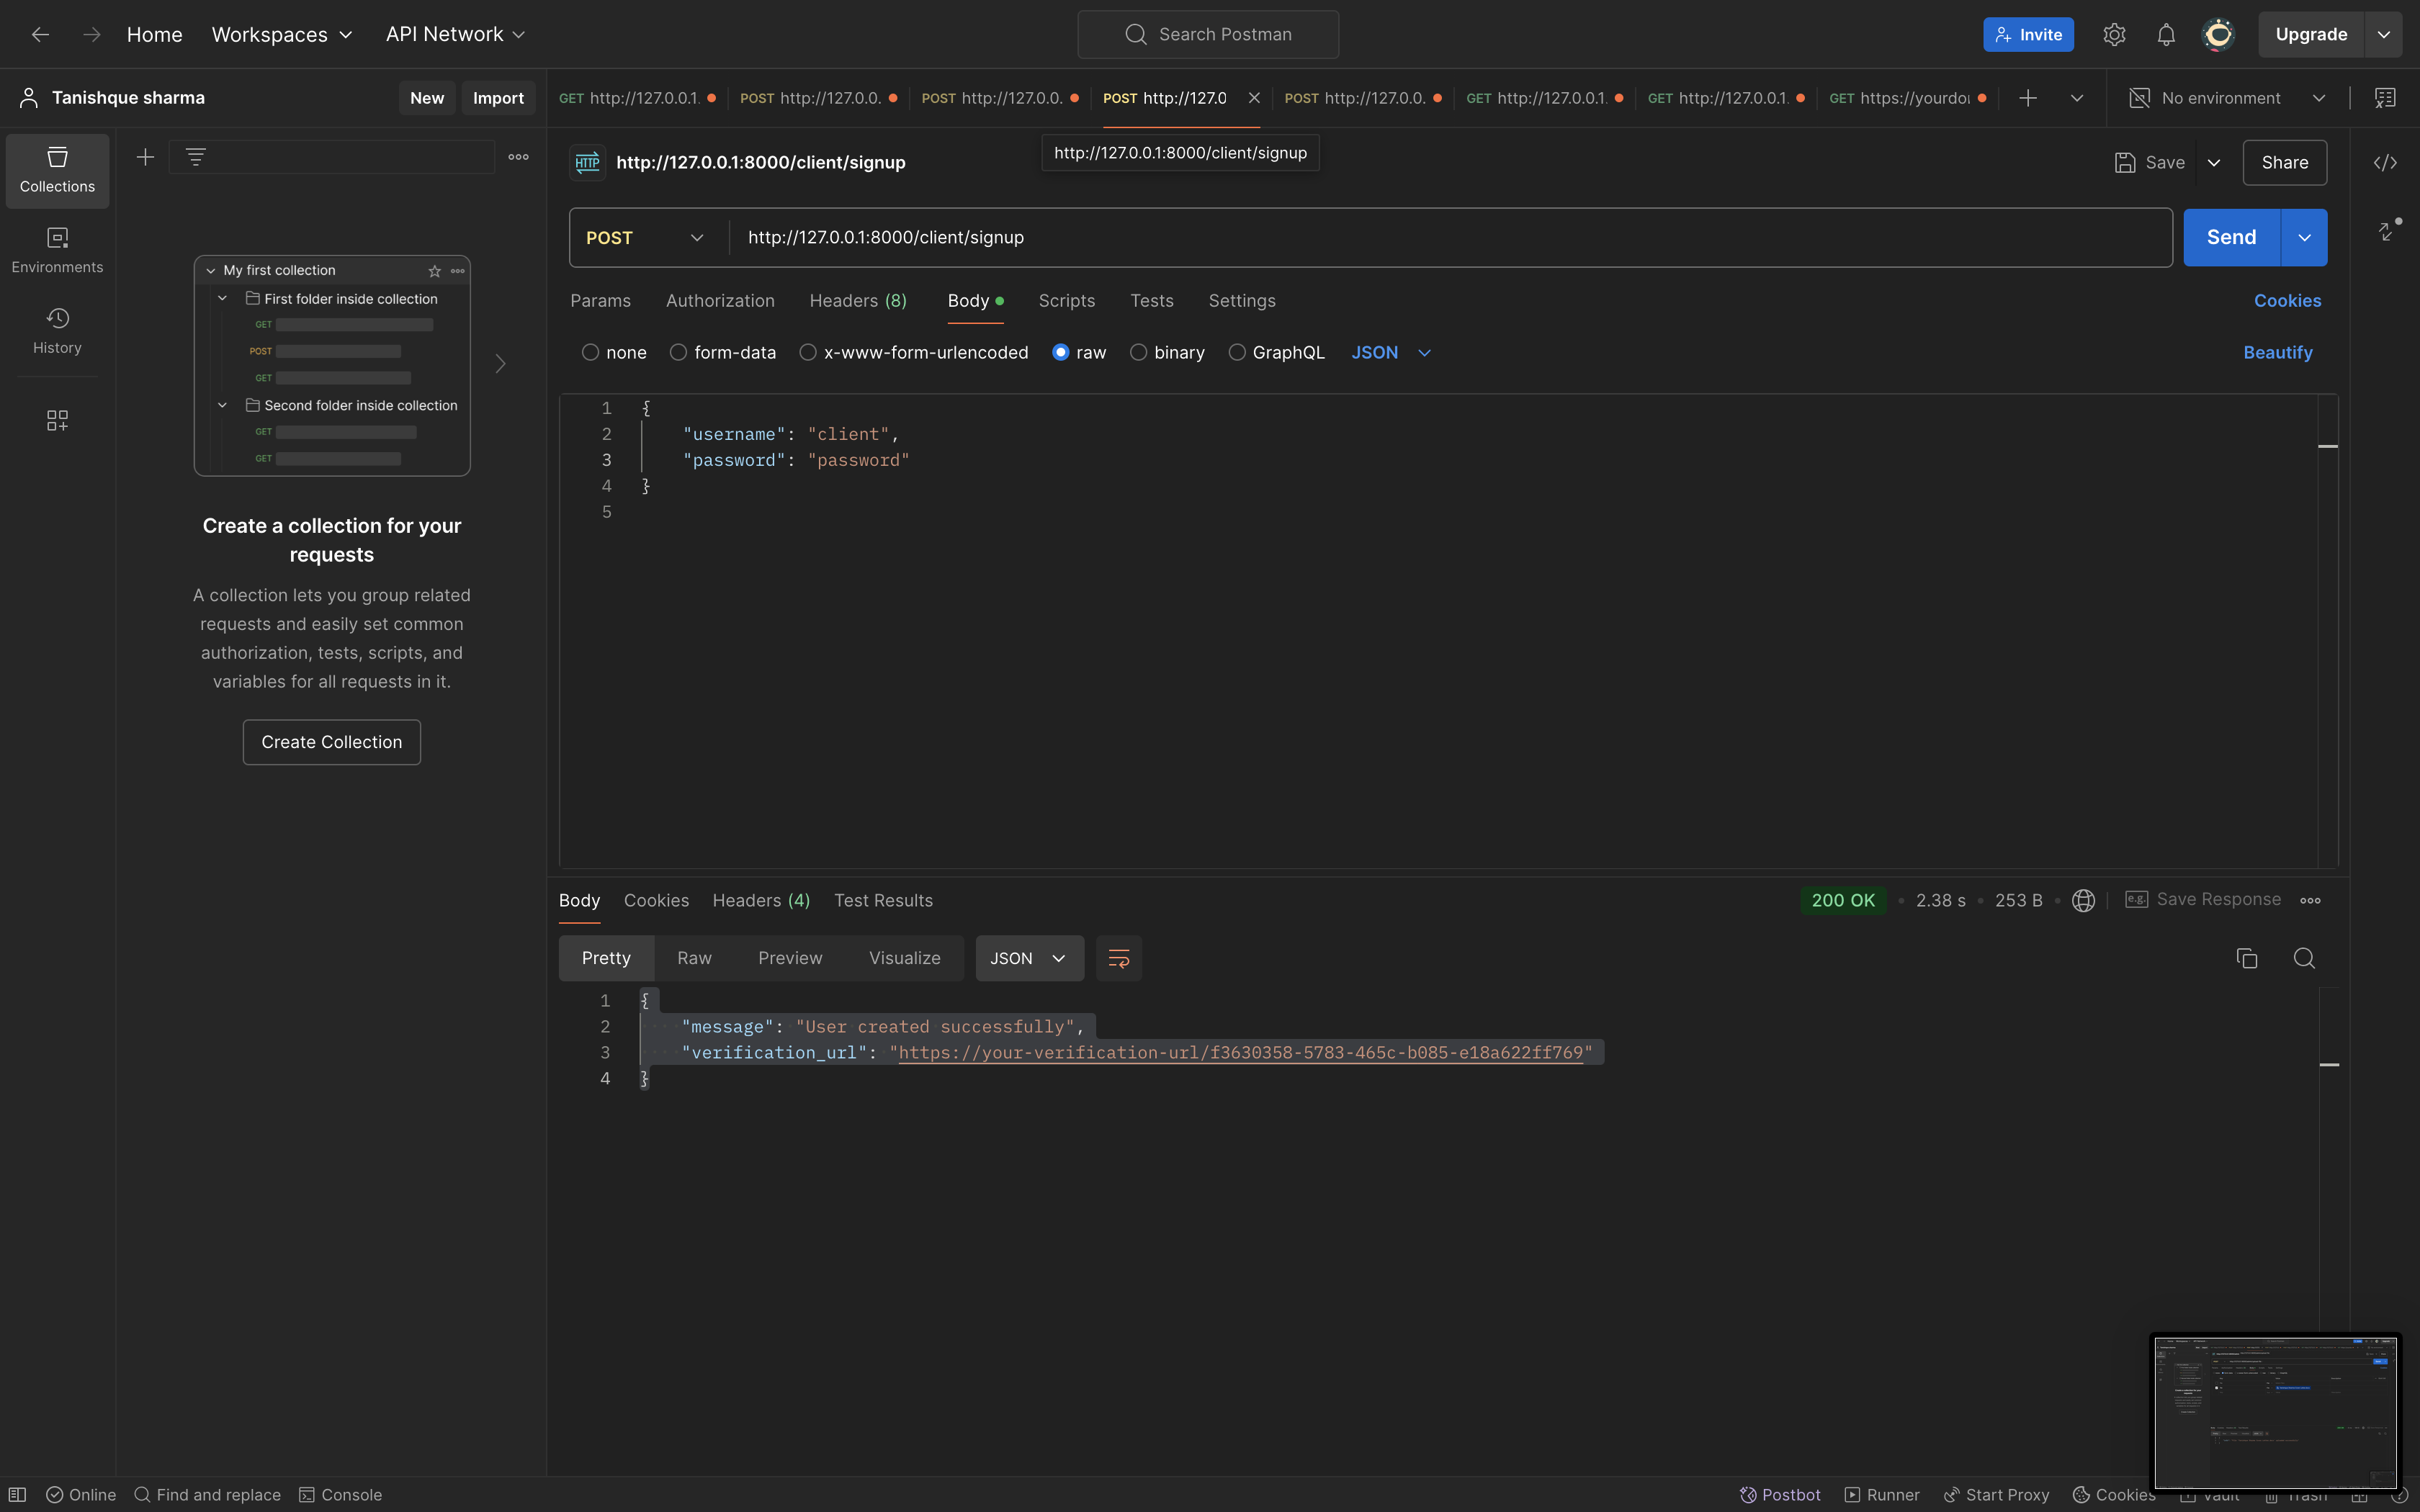 Home Workspaces API Network Search Postman Invite Upgrade
Tanishque sharma New Import
GET http://127.0.0.1. POST http://127.0.0. POST http://127.0.0. POST http://127.0 POST http://127.0.0. GET http://127.0.0.1. GET http://127.0.0.1. GET https://yourdo No environment
Collections
Environments
History
My first collection
First folder inside collection
GET
POST
GET
Second folder inside collection
GET
GET
Create a collection for your
requests
A collection lets you group related
requests and easily set common
authorization, tests, scripts, and
variables for all requests in it.
Create Collection
HTTP http://127.0.0.1:8000/client/signup
http://127.0.0.1:8000/client/signup
Save Share
POST http://127.0.0.1:8000/client/signup Send
Params Authorization Headers (8) Body Scripts Tests Settings Cookies
none form-data x-www-form-urlencoded raw binary GraphQL JSON Beautify
1 {
2 "username": "client",
3 "password": "password"
4 }
5
Body Cookies Headers (4) Test Results 200 OK 2.38 s 253 B e.g. Save Response
Pretty Raw Preview Visualize JSON
1 {
2 "message": "User created successfully",
3 "verification_url": "https://your-verification-url/f3630358-5783-465c-b085-e18a622ff769"
4 }
Online Find and replace Console Postbot Runner Start Proxy Cookies Vault Trash